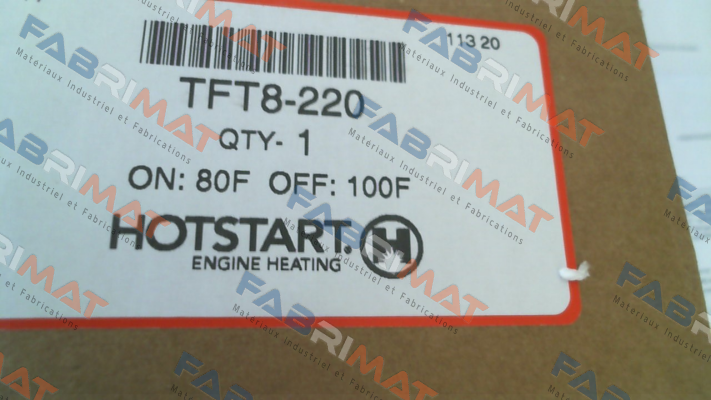 11320
TFT8-220
QTY- 1
ON: 80F OFF: 100F
HOTSTART. H
ENGINE HEATING
FABRIMAT
Materiaux Industriel et Fabrications